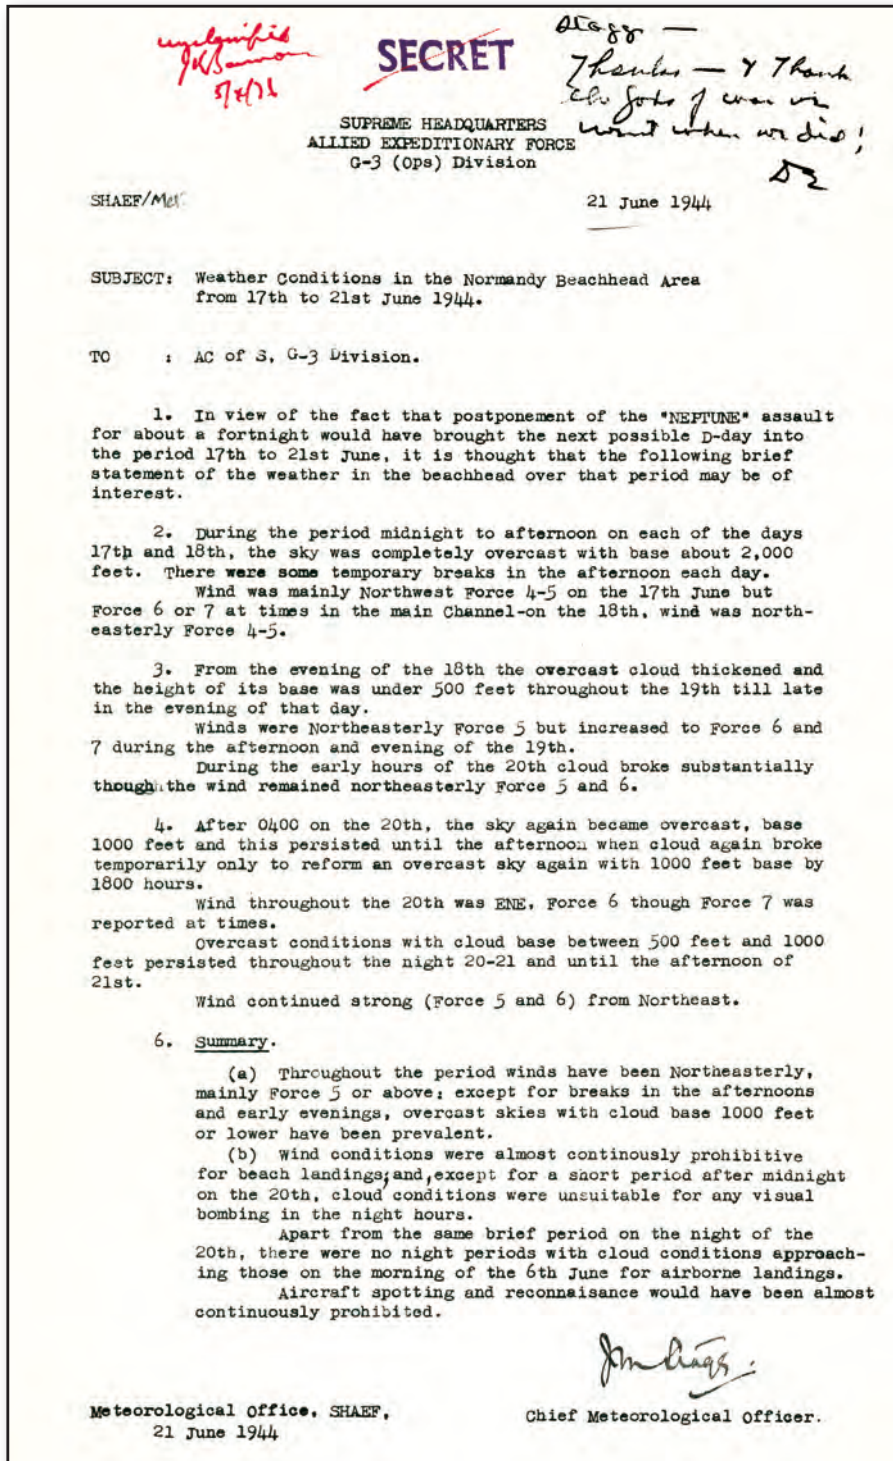 unclassified
5/7/76
SECRET
Stagg —
Thanks — & Thank
the gods of war we
went when we did!
DE
SUPREME HEADQUARTERS
ALLIED EXPEDITIONARY FORCE
G-3 (Ops) Division
SHAEF/Met
21 June 1944
SUBJECT: Weather Conditions in the Normandy Beachhead Area
from 17th to 21st June 1944.
TO : AC of S, G-3 Division.
1. In view of the fact that postponement of the "NEPTUNE" assault
for about a fortnight would have brought the next possible D-day into
the period 17th to 21st June, it is thought that the following brief
statement of the weather in the beachhead over that period may be of
interest.
2. During the period midnight to afternoon on each of the days
17th and 18th, the sky was completely overcast with base about 2,000
feet. There were some temporary breaks in the afternoon each day.
Wind was mainly Northwest Force 4-5 on the 17th June but
Force 6 or 7 at times in the main Channel-on the 18th, wind was north-
easterly Force 4-5.
3. From the evening of the 18th the overcast cloud thickened and
the height of its base was under 500 feet throughout the 19th till late
in the evening of that day.
Winds were Northeasterly Force 5 but increased to Force 6 and
7 during the afternoon and evening of the 19th.
During the early hours of the 20th cloud broke substantially
though the wind remained northeasterly Force 5 and 6.
4. After 0400 on the 20th, the sky again became overcast, base
1000 feet and this persisted until the afternoon when cloud again broke
temporarily only to reform an overcast sky again with 1000 feet base by
1800 hours.
Wind throughout the 20th was ENE, Force 6 though Force 7 was
reported at times.
Overcast conditions with cloud base between 500 feet and 1000
feet persisted throughout the night 20-21 and until the afternoon of
21st.
Wind continued strong (Force 5 and 6) from Northeast.
6. Summary.
(a) Throughout the period winds have been Northeasterly,
mainly Force 5 or above; except for breaks in the afternoons
and early evenings, overcast skies with cloud base 1000 feet
or lower have been prevalent.
(b) Wind conditions were almost continously prohibitive
for beach landings; and, except for a short period after midnight
on the 20th, cloud conditions were unsuitable for any visual
bombing in the night hours.
Apart from the same brief period on the night of the
20th, there were no night periods with cloud conditions approach-
ing those on the morning of the 6th June for airborne landings.
Aircraft spotting and reconnaisance would have been almost
continuously prohibited.
J M Stagg.
Meteorological Office, SHAEF,
21 June 1944
Chief Meteorological Officer.